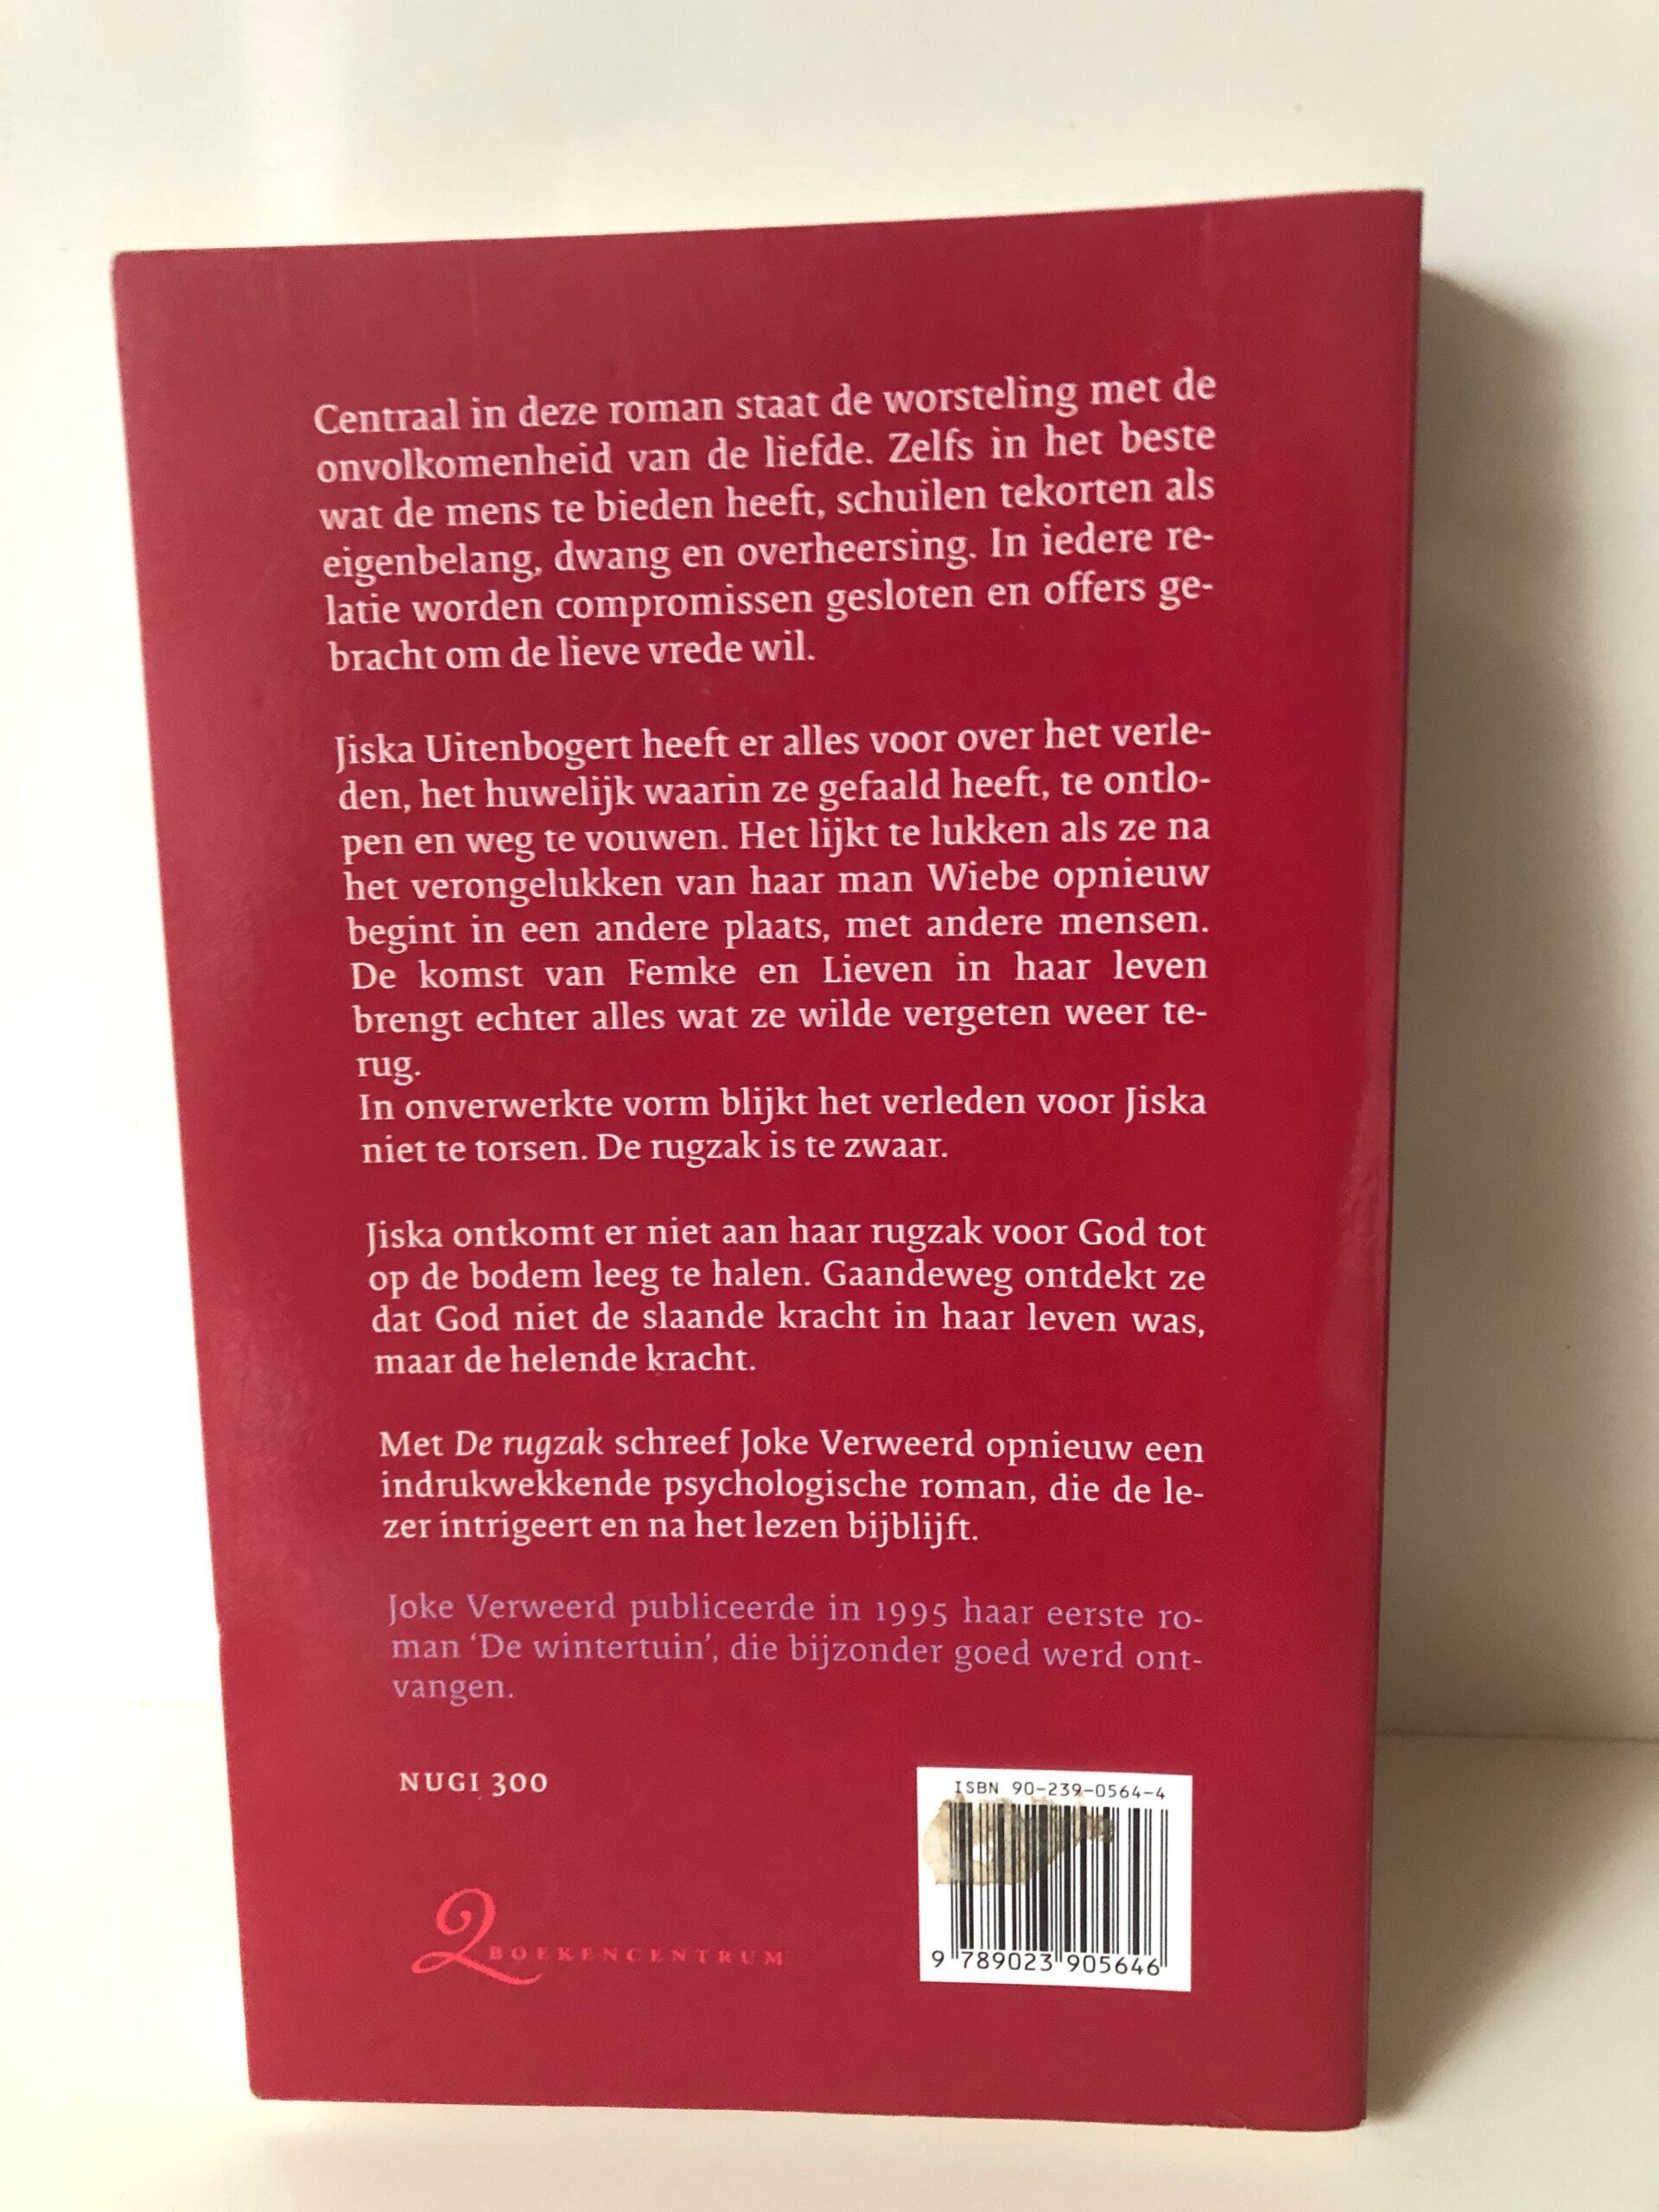 Centraal in deze roman staat de worsteling met de
onvolkomenheid van de liefde. Zelfs in het beste
wat de mens te bieden heeft, schuilen tekorten als
eigenbelang, dwang en overheersing. In iedere re-
latie worden compromissen gesloten en offers ge-
bracht om de lieve vrede wil.
Jiska Uitenbogert heeft er alles voor over het verle-
den, het huwelijk waarin ze gefaald heeft, te ontlo-
pen en weg te vouwen. Het lijkt te lukken als ze na
het verongelukken van haar man Wiebe opnieuw
begint in een andere plaats, met andere mensen.
De komst van Femke en Lieven in haar leven
brengt echter alles wat ze wilde vergeten weer te-
rug.
In onverwerkte vorm blijkt het verleden voor Jiska
niet te torsen. De rugzak is te zwaar.
Jiska ontkomt er niet aan haar rugzak voor God tot
op de bodem leeg te halen. Gaandeweg ontdekt ze
dat God niet de slaande kracht in haar leven was,
maar de helende kracht.
Met De rugzak schreef Joke Verweerd opnieuw een
indrukwekkende psychologische roman, die de le-
zer intrigeert en na het lezen bijblijft.
Joke Verweerd publiceerde in 1995 haar eerste ro-
man ‘De wintertuin’, die bijzonder goed werd ont-
vangen.
NUGI 300
ISBN 90-239-0564-4
BOEKENCENTRUM
9 789023 905646